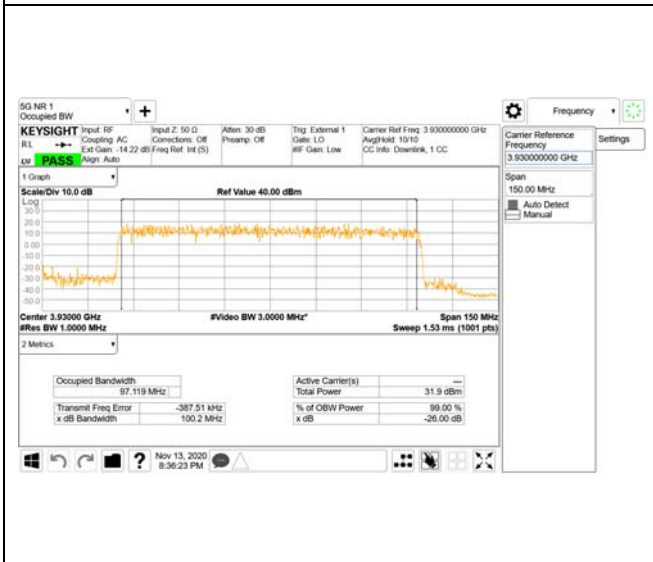 5G NR 1
Occupied BW
+
Frequency
KEYSIGHT Input: RF Input Z: 50 Ω Atten: 30 dB Trig: External 1 Carrier Ref Freq: 3.930000000 GHz
RL Coupling: AC Corrections: Off Preamp: Off Gate: LO Avg|Hold: 10/10
Ext Gain: -14.22 dB Freq Ref: Int (S) #IF Gain: Low CC Info: Downlink, 1 CC
PASS Align: Auto
Carrier Reference
Frequency
3.930000000 GHz
Settings
Span
150.00 MHz
Auto Detect
Manual
1 Graph
Scale/Div 10.0 dB Ref Value 40.00 dBm
Log
30.0
20.0
10.0
0.00
-10.0
-20.0
-30.0
-40.0
-50.0
Center 3.93000 GHz #Video BW 3.0000 MHz* Span 150 MHz
#Res BW 1.0000 MHz Sweep 1.53 ms (1001 pts)
2 Metrics
Occupied Bandwidth
97.119 MHz
Transmit Freq Error -387.51 kHz
x dB Bandwidth 100.2 MHz
Active Carrier(s) ---
Total Power 31.9 dBm
% of OBW Power 99.00 %
x dB -26.00 dB
? Nov 13, 2020
8:36:23 PM